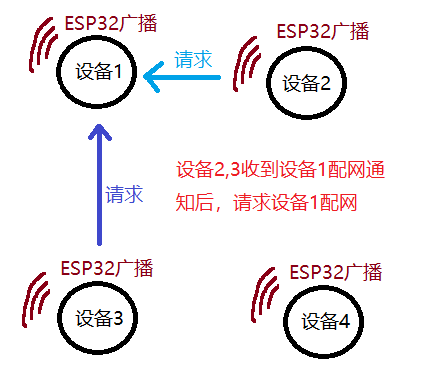 ESP32广播
ESP32广播
设备1
请求
设备2
设备2,3收到设备1配网通
知后，请求设备1配网
请求
ESP32广播
ESP32广播
设备3
设备4